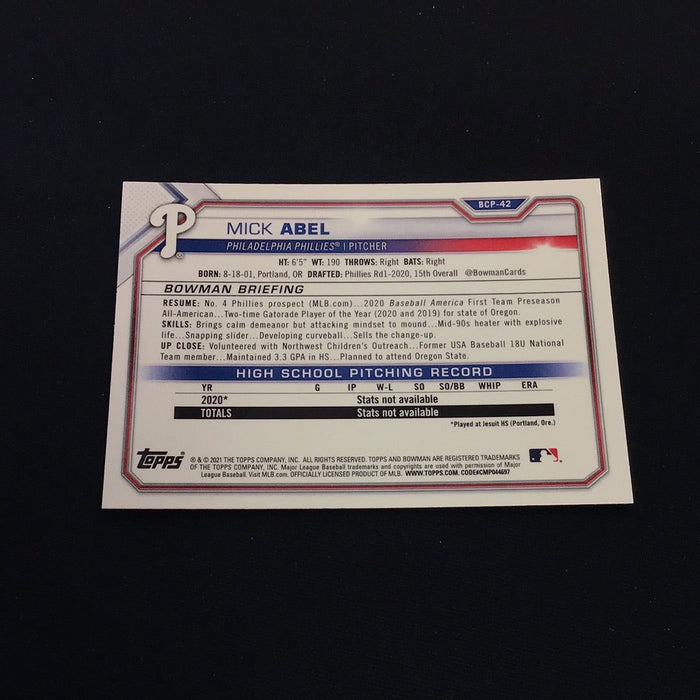 BCP-42
P®
MICK ABEL
PHILADELPHIA PHILLIES® | PITCHER
HT: 6'5" WT: 190 THROWS: Right BATS: Right
BORN: 8-18-01, Portland, OR DRAFTED: Phillies Rd1-2020, 15th Overall @BowmanCards
BOWMAN BRIEFING
RESUME: No. 4 Phillies prospect (MLB.com)...2020 Baseball America First Team Preseason
All-American...Two-time Gatorade Player of the Year (2020 and 2019) for state of Oregon.
SKILLS: Brings calm demeanor but attacking mindset to mound...Mid-90s heater with explosive
life...Snapping slider...Developing curveball...Sells the change-up.
UP CLOSE: Volunteered with Northwest Children's Outreach...Former USA Baseball 18U National
Team member...Maintained 3.3 GPA in HS...Planned to attend Oregon State.
HIGH SCHOOL PITCHING RECORD
YR G IP W-L SO SO/BB WHIP ERA
2020* Stats not available
TOTALS Stats not available
*Played at Jesuit HS (Portland, Ore.)
Topps
® & © 2021 THE TOPPS COMPANY, INC. ALL RIGHTS RESERVED. TOPPS AND BOWMAN ARE REGISTERED TRADEMARKS
OF THE TOPPS COMPANY, INC. Major League Baseball trademarks and copyrights are used with permission of Major
League Baseball. Visit MLB.com. OFFICIALLY LICENSED PRODUCT OF MLB. WWW.TOPPS.COM. CODE#CMP044697